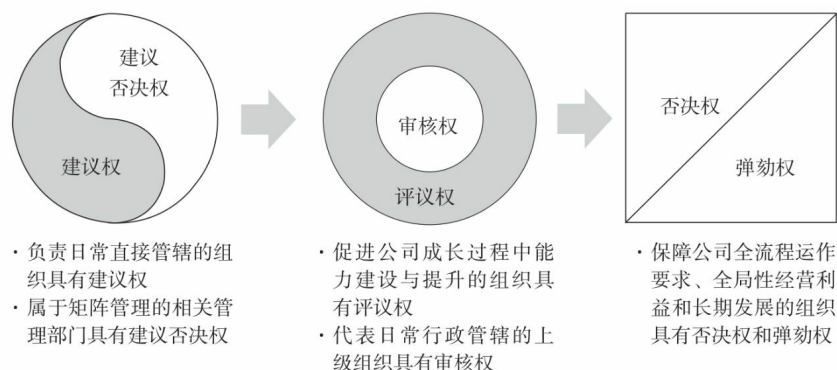 建议
否决权
建议权
审核权
评议权
否决权
弹劾权
· 负责日常直接管辖的组
织具有建议权
· 属于矩阵管理的相关管
理部门具有建议否决权
· 促进公司成长过程中能
力建设与提升的组织具
有评议权
· 代表日常行政管辖的上
级组织具有审核权
· 保障公司全流程运作
要求、全局性经营利
益和长期发展的组织
具有否决权和弹劾权